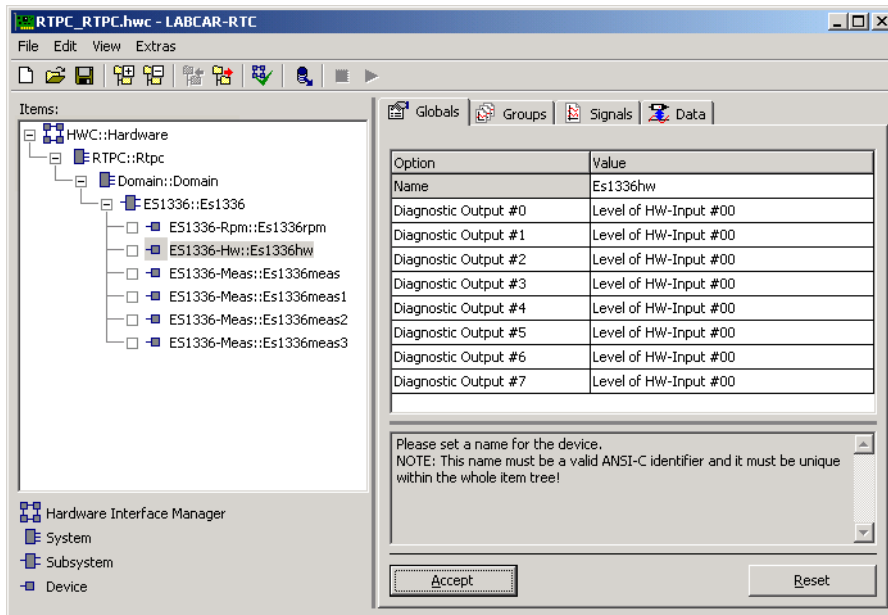 RTPC_RTPC.hwc - LABCAR-RTC
File Edit View Extras
Items:
HWC::Hardware
RTPC::Rtpc
Domain::Domain
ES1336::Es1336
ES1336-Rpm::Es1336rpm
ES1336-Hw::Es1336hw
ES1336-Meas::Es1336meas
ES1336-Meas::Es1336meas1
ES1336-Meas::Es1336meas2
ES1336-Meas::Es1336meas3
Hardware Interface Manager
System
Subsystem
Device
Globals Groups Signals Data
Option Value
Name Es1336hw
Diagnostic Output #0 Level of HW-Input #00
Diagnostic Output #1 Level of HW-Input #00
Diagnostic Output #2 Level of HW-Input #00
Diagnostic Output #3 Level of HW-Input #00
Diagnostic Output #4 Level of HW-Input #00
Diagnostic Output #5 Level of HW-Input #00
Diagnostic Output #6 Level of HW-Input #00
Diagnostic Output #7 Level of HW-Input #00
Please set a name for the device.
NOTE: This name must be a valid ANSI-C identifier and it must be unique
within the whole item tree!
Accept Reset